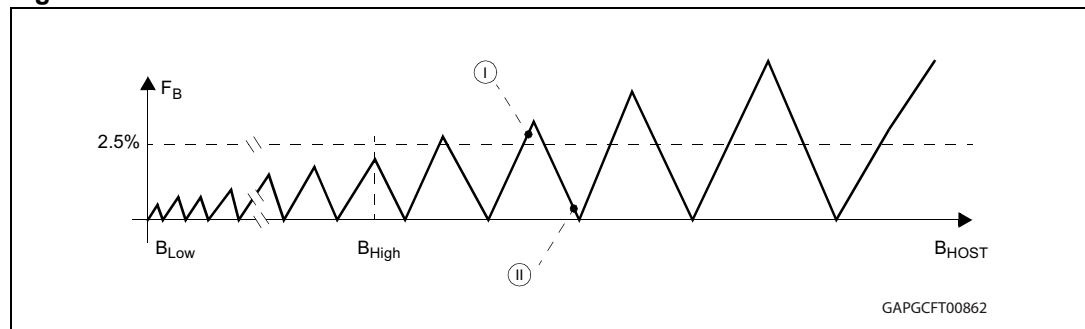 I
F_B
2.5%
B_Low
B_High
B_HOST
II
GAPGCFT00862